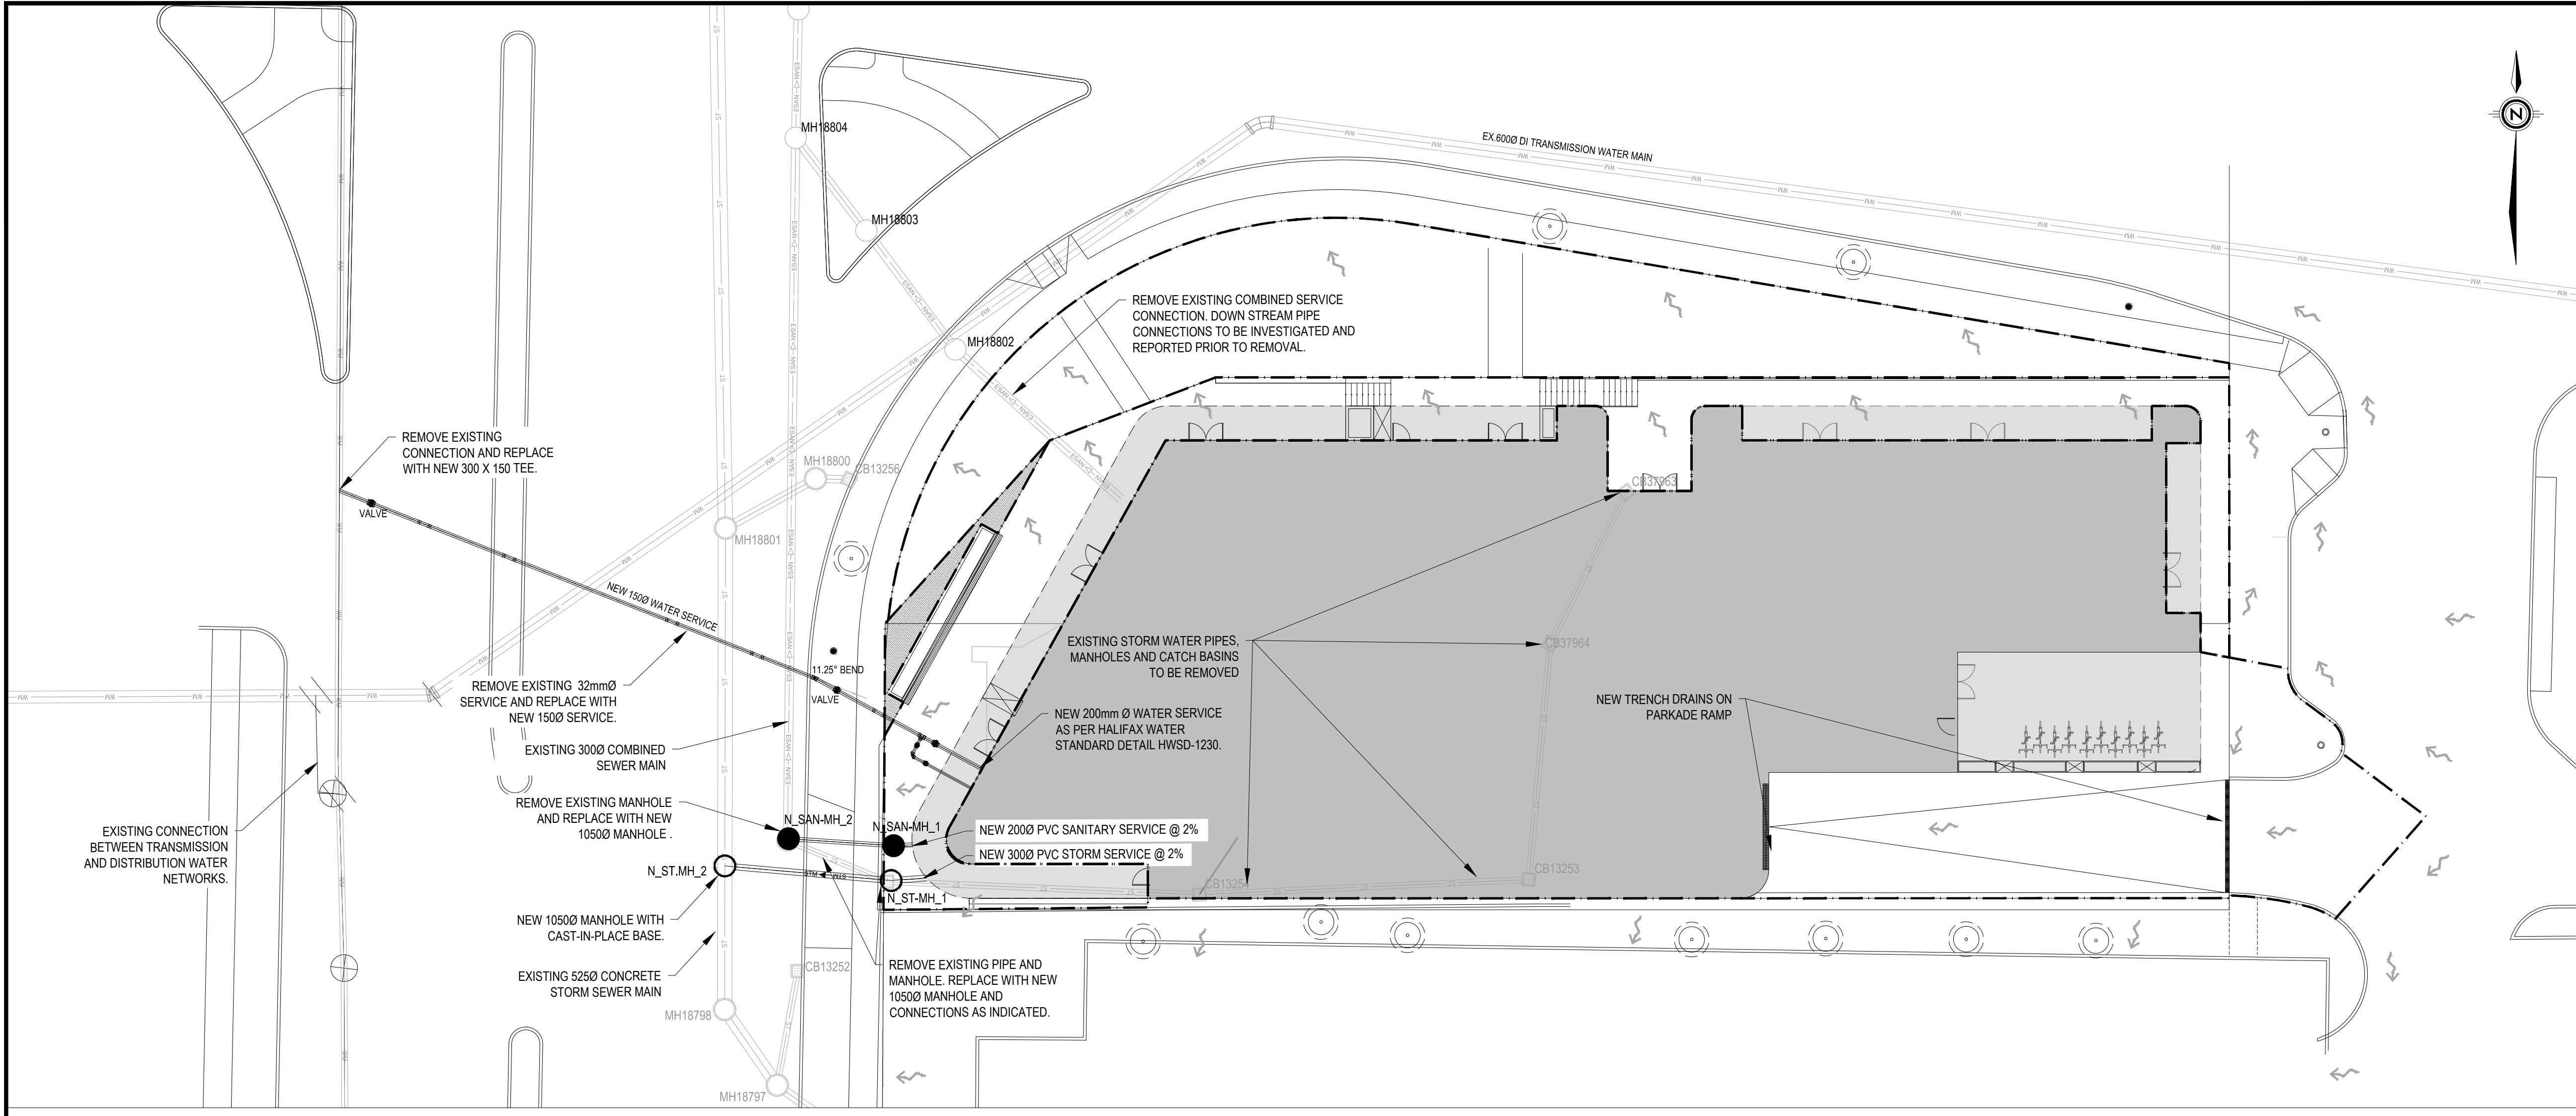 MH18804
MH18803
MH18802
EX.600Ø DI TRANSMISSION WATER MAIN
N
REMOVE EXISTING COMBINED SERVICE
CONNECTION. DOWN STREAM PIPE
CONNECTIONS TO BE INVESTIGATED AND
REPORTED PRIOR TO REMOVAL.
REMOVE EXISTING
CONNECTION AND REPLACE
WITH NEW 300 X 150 TEE.
VALVE
MH18800
CB13256
MH18801
CB37963
NEW 150Ø WATER SERVICE
EXISTING STORM WATER PIPES,
MANHOLES AND CATCH BASINS
TO BE REMOVED
CB37964
11.25° BEND
VALVE
REMOVE EXISTING 32mmØ
SERVICE AND REPLACE WITH
NEW 150Ø SERVICE.
NEW 200mm Ø WATER SERVICE
AS PER HALIFAX WATER
STANDARD DETAIL HWSD-1230.
NEW TRENCH DRAINS ON
PARKADE RAMP
EXISTING 300Ø COMBINED
SEWER MAIN
REMOVE EXISTING MANHOLE
AND REPLACE WITH NEW
1050Ø MANHOLE .
N_SAN-MH_2
N_SAN-MH_1
NEW 200Ø PVC SANITARY SERVICE @ 2%
NEW 300Ø PVC STORM SERVICE @ 2%
EXISTING CONNECTION
BETWEEN TRANSMISSION
AND DISTRIBUTION WATER
NETWORKS.
N_ST.MH_2
STM
N_ST-MH_1
CB13254
CB13253
NEW 1050Ø MANHOLE WITH
CAST-IN-PLACE BASE.
EXISTING 525Ø CONCRETE
STORM SEWER MAIN
CB13252
REMOVE EXISTING PIPE AND
MANHOLE. REPLACE WITH NEW
1050Ø MANHOLE AND
CONNECTIONS AS INDICATED.
MH18798
MH18797